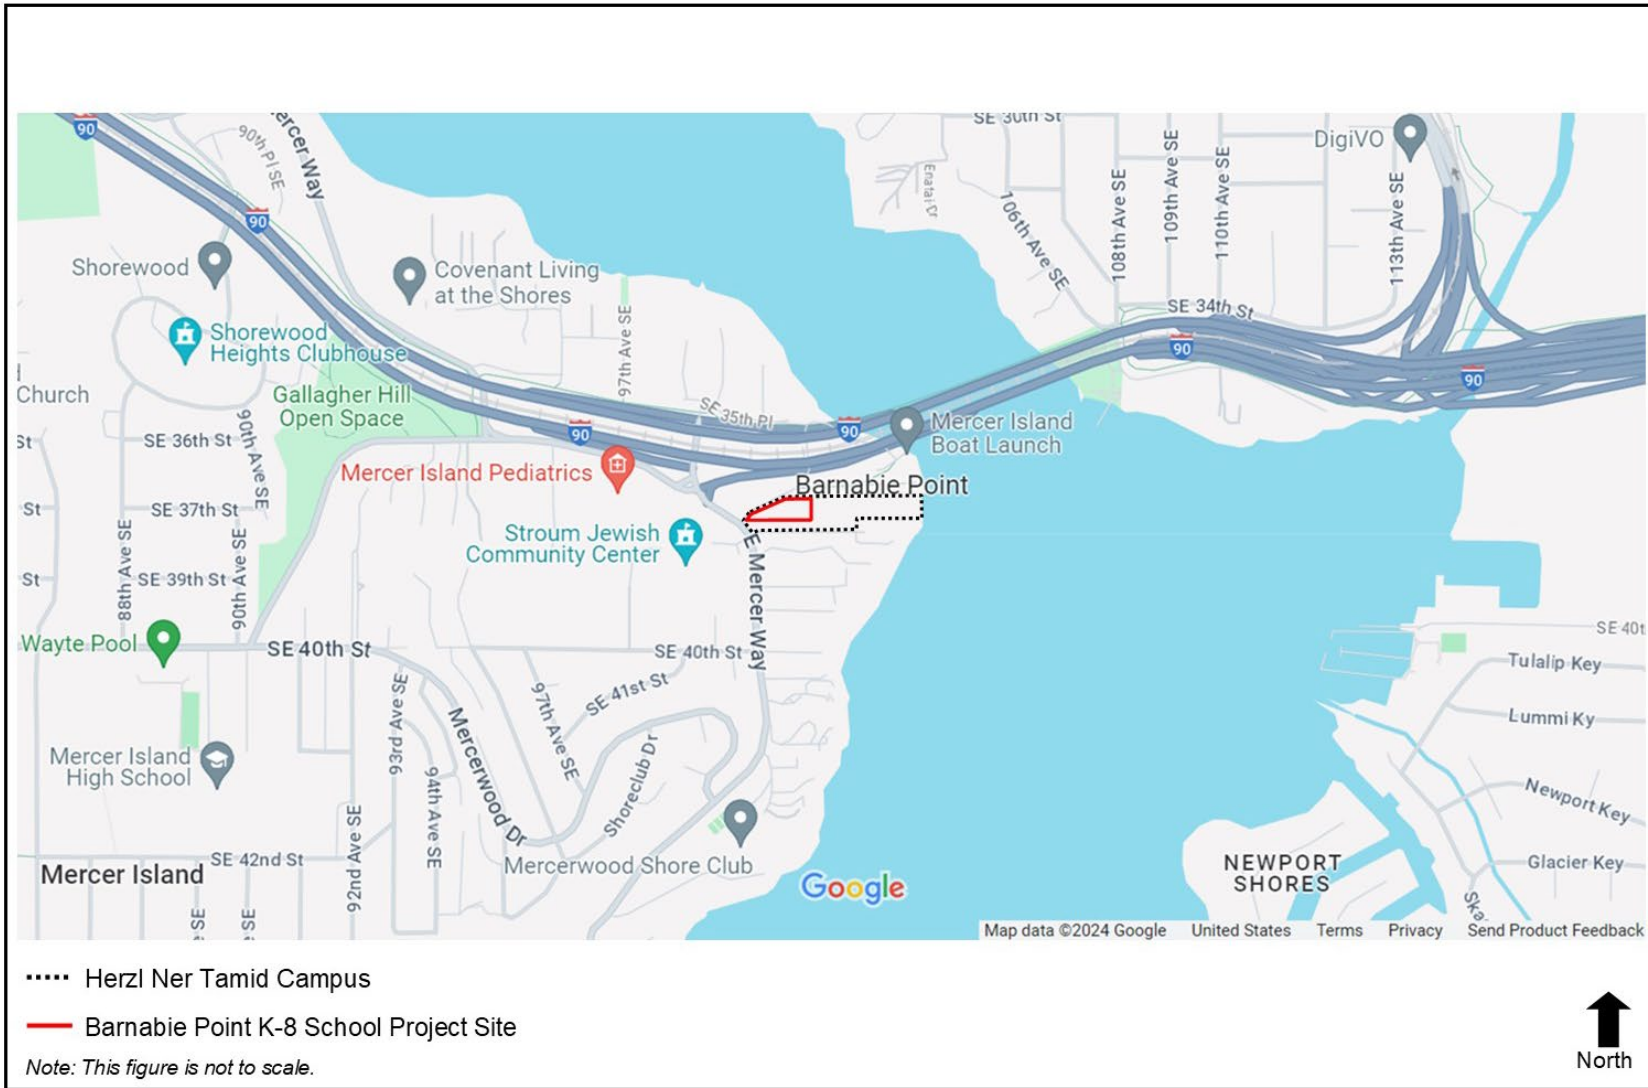 90
90th Pl SE
ercer Way
SE 30th St
DigiVO
90
Enatai Dr
106th Ave SE
108th Ave SE
109th Ave SE
110th Ave SE
113th Ave SE
Shorewood
Covenant Living
at the Shores
97th Ave SE
SE 34th St
Shorewood
Heights Clubhouse
90
90
Church
Gallagher Hill
Open Space
SE 35th Pl
90
90
Mercer Island
Boat Launch
St
SE 36th St
90th Ave SE
Mercer Island Pediatrics
Barnabie Point
St
SE 37th St
88th Ave SE
90th Ave SE
Stroum Jewish
Community Center
E Mercer Way
St
SE 39th St
Wayte Pool
SE 40th St
SE 40th St
SE 40t
Tulalip Key
SE 41st St
93rd Ave SE
97th Ave SE
Mercerwood Dr
Shoreclub Dr
Lummi Ky
Mercer Island
High School
94th Ave SE
92nd Ave SE
Newport Key
SE 42nd St
Mercerwood Shore Club
Mercer Island
Google
NEWPORT
SHORES
Glacier Key
Ska
SE
SE
Map data ©2024 Google United States Terms Privacy Send Product Feedback
Herzl Ner Tamid Campus
Barnabie Point K-8 School Project Site
Note: This figure is not to scale.
North